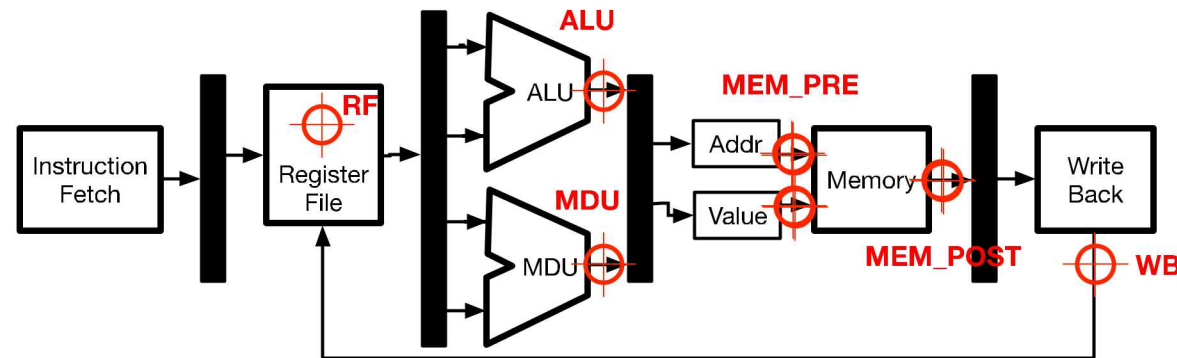 ALU
RF
ALU
MEM_PRE
Instruction
Fetch
Register
File
Addr
Memory
Value
Write
Back
MDU
MDU
MEM_POST
WB